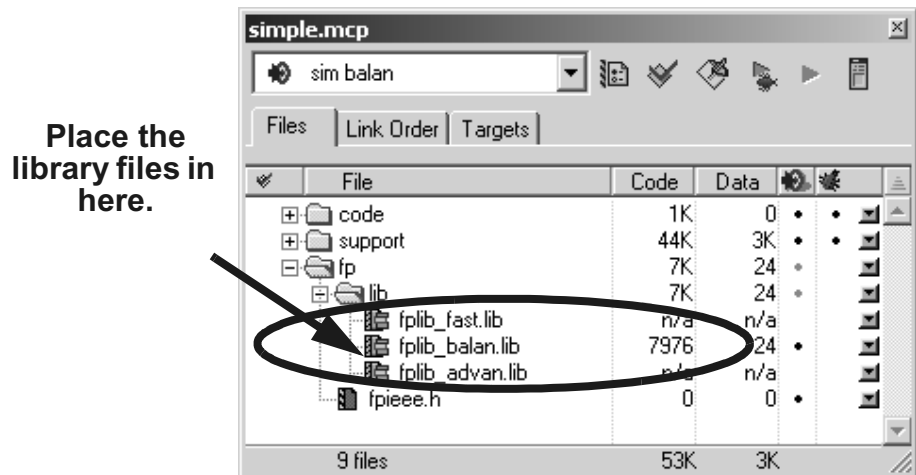 simple.mcp
sim balan
Files Link Order Targets
Place the
library files in
here.
File Code Data
code 1K 0
support 44K 3K
fp 7K 24
lib 7K 24
fplib_fast.lib n/a n/a
fplib_balan.lib 7976 24
fplib_advan.lib n/a n/a
fpieee.h 0 0
9 files 53K 3K